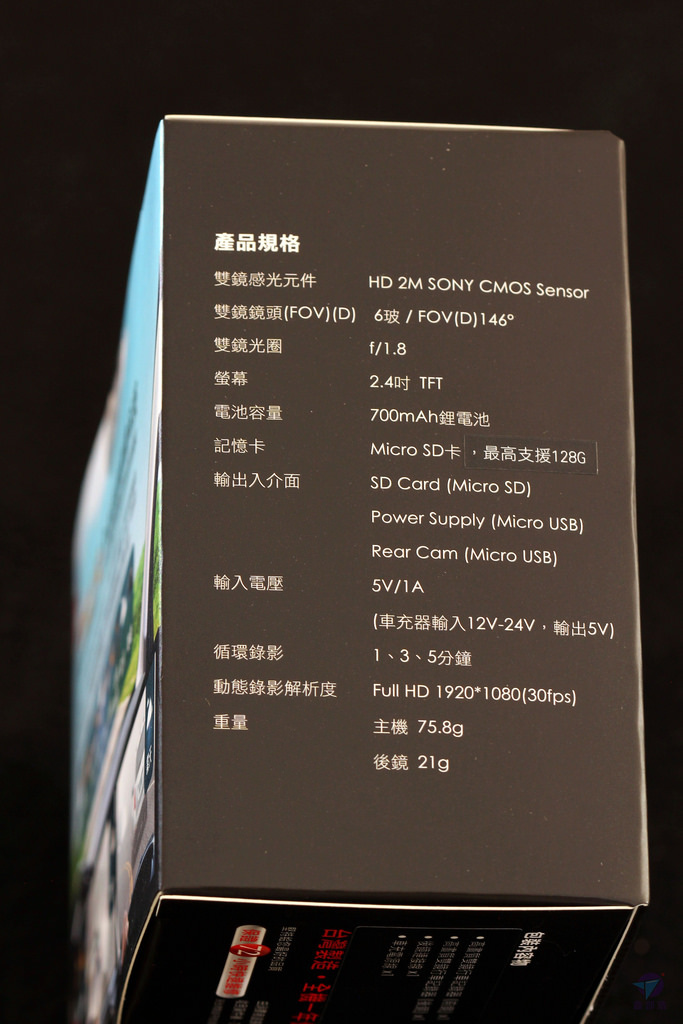 產品規格
雙鏡感光元件 HD 2M SONY CMOS Sensor
雙鏡鏡頭(FOV)(D) 6玻 / FOV(D)146°
雙鏡光圈 f/1.8
螢幕 2.4吋 TFT
電池容量 700mAh鋰電池
記憶卡 Micro SD卡，最高支援128G
輸出入介面 SD Card (Micro SD)
Power Supply (Micro USB)
Rear Cam (Micro USB)
輸入電壓 5V/1A
(車充器輸入12V-24V，輸出5V)
循環錄影 1、3、5分鐘
動態錄影解析度 Full HD 1920*1080(30fps)
重量 主機 75.8g
後鏡 21g
包裝內容物